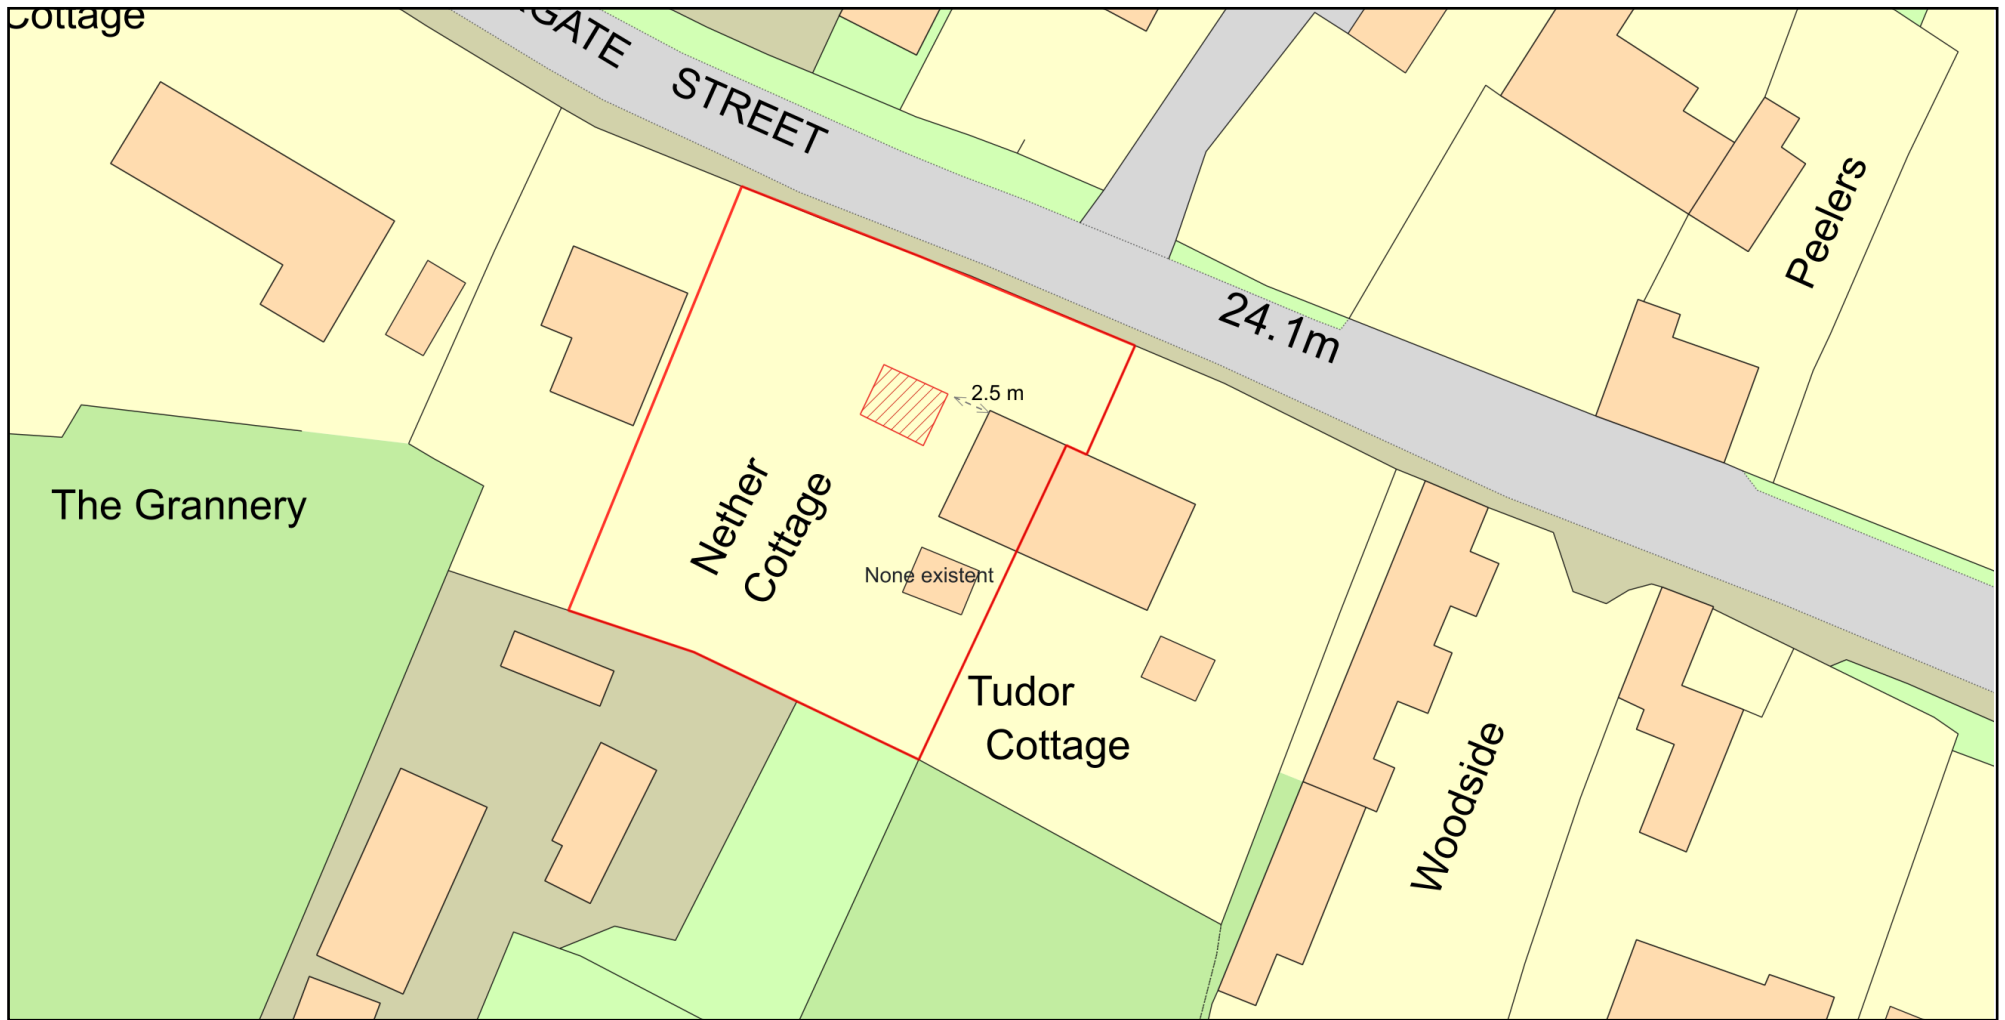 Cottage
GATE STREET
Peelers
24.1m
2.5 m
The Grannery
Nether
Cottage
None existent
Tudor
Cottage
Woodside